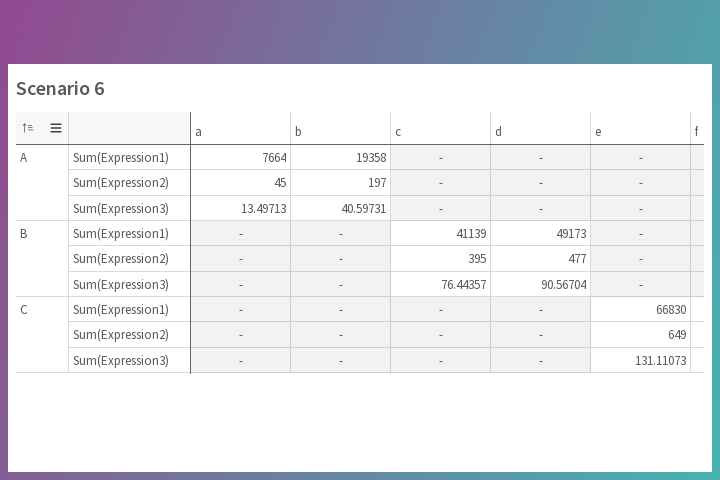 Scenario 6
a b c d e f
A Sum(Expression1) 7664 19358 - - -
Sum(Expression2) 45 197 - - -
Sum(Expression3) 13.49713 40.59731 - - -
B Sum(Expression1) - - 41139 49173 -
Sum(Expression2) - - 395 477 -
Sum(Expression3) - - 76.44357 90.56704 -
C Sum(Expression1) - - - - 66830
Sum(Expression2) - - - - 649
Sum(Expression3) - - - - 131.11073